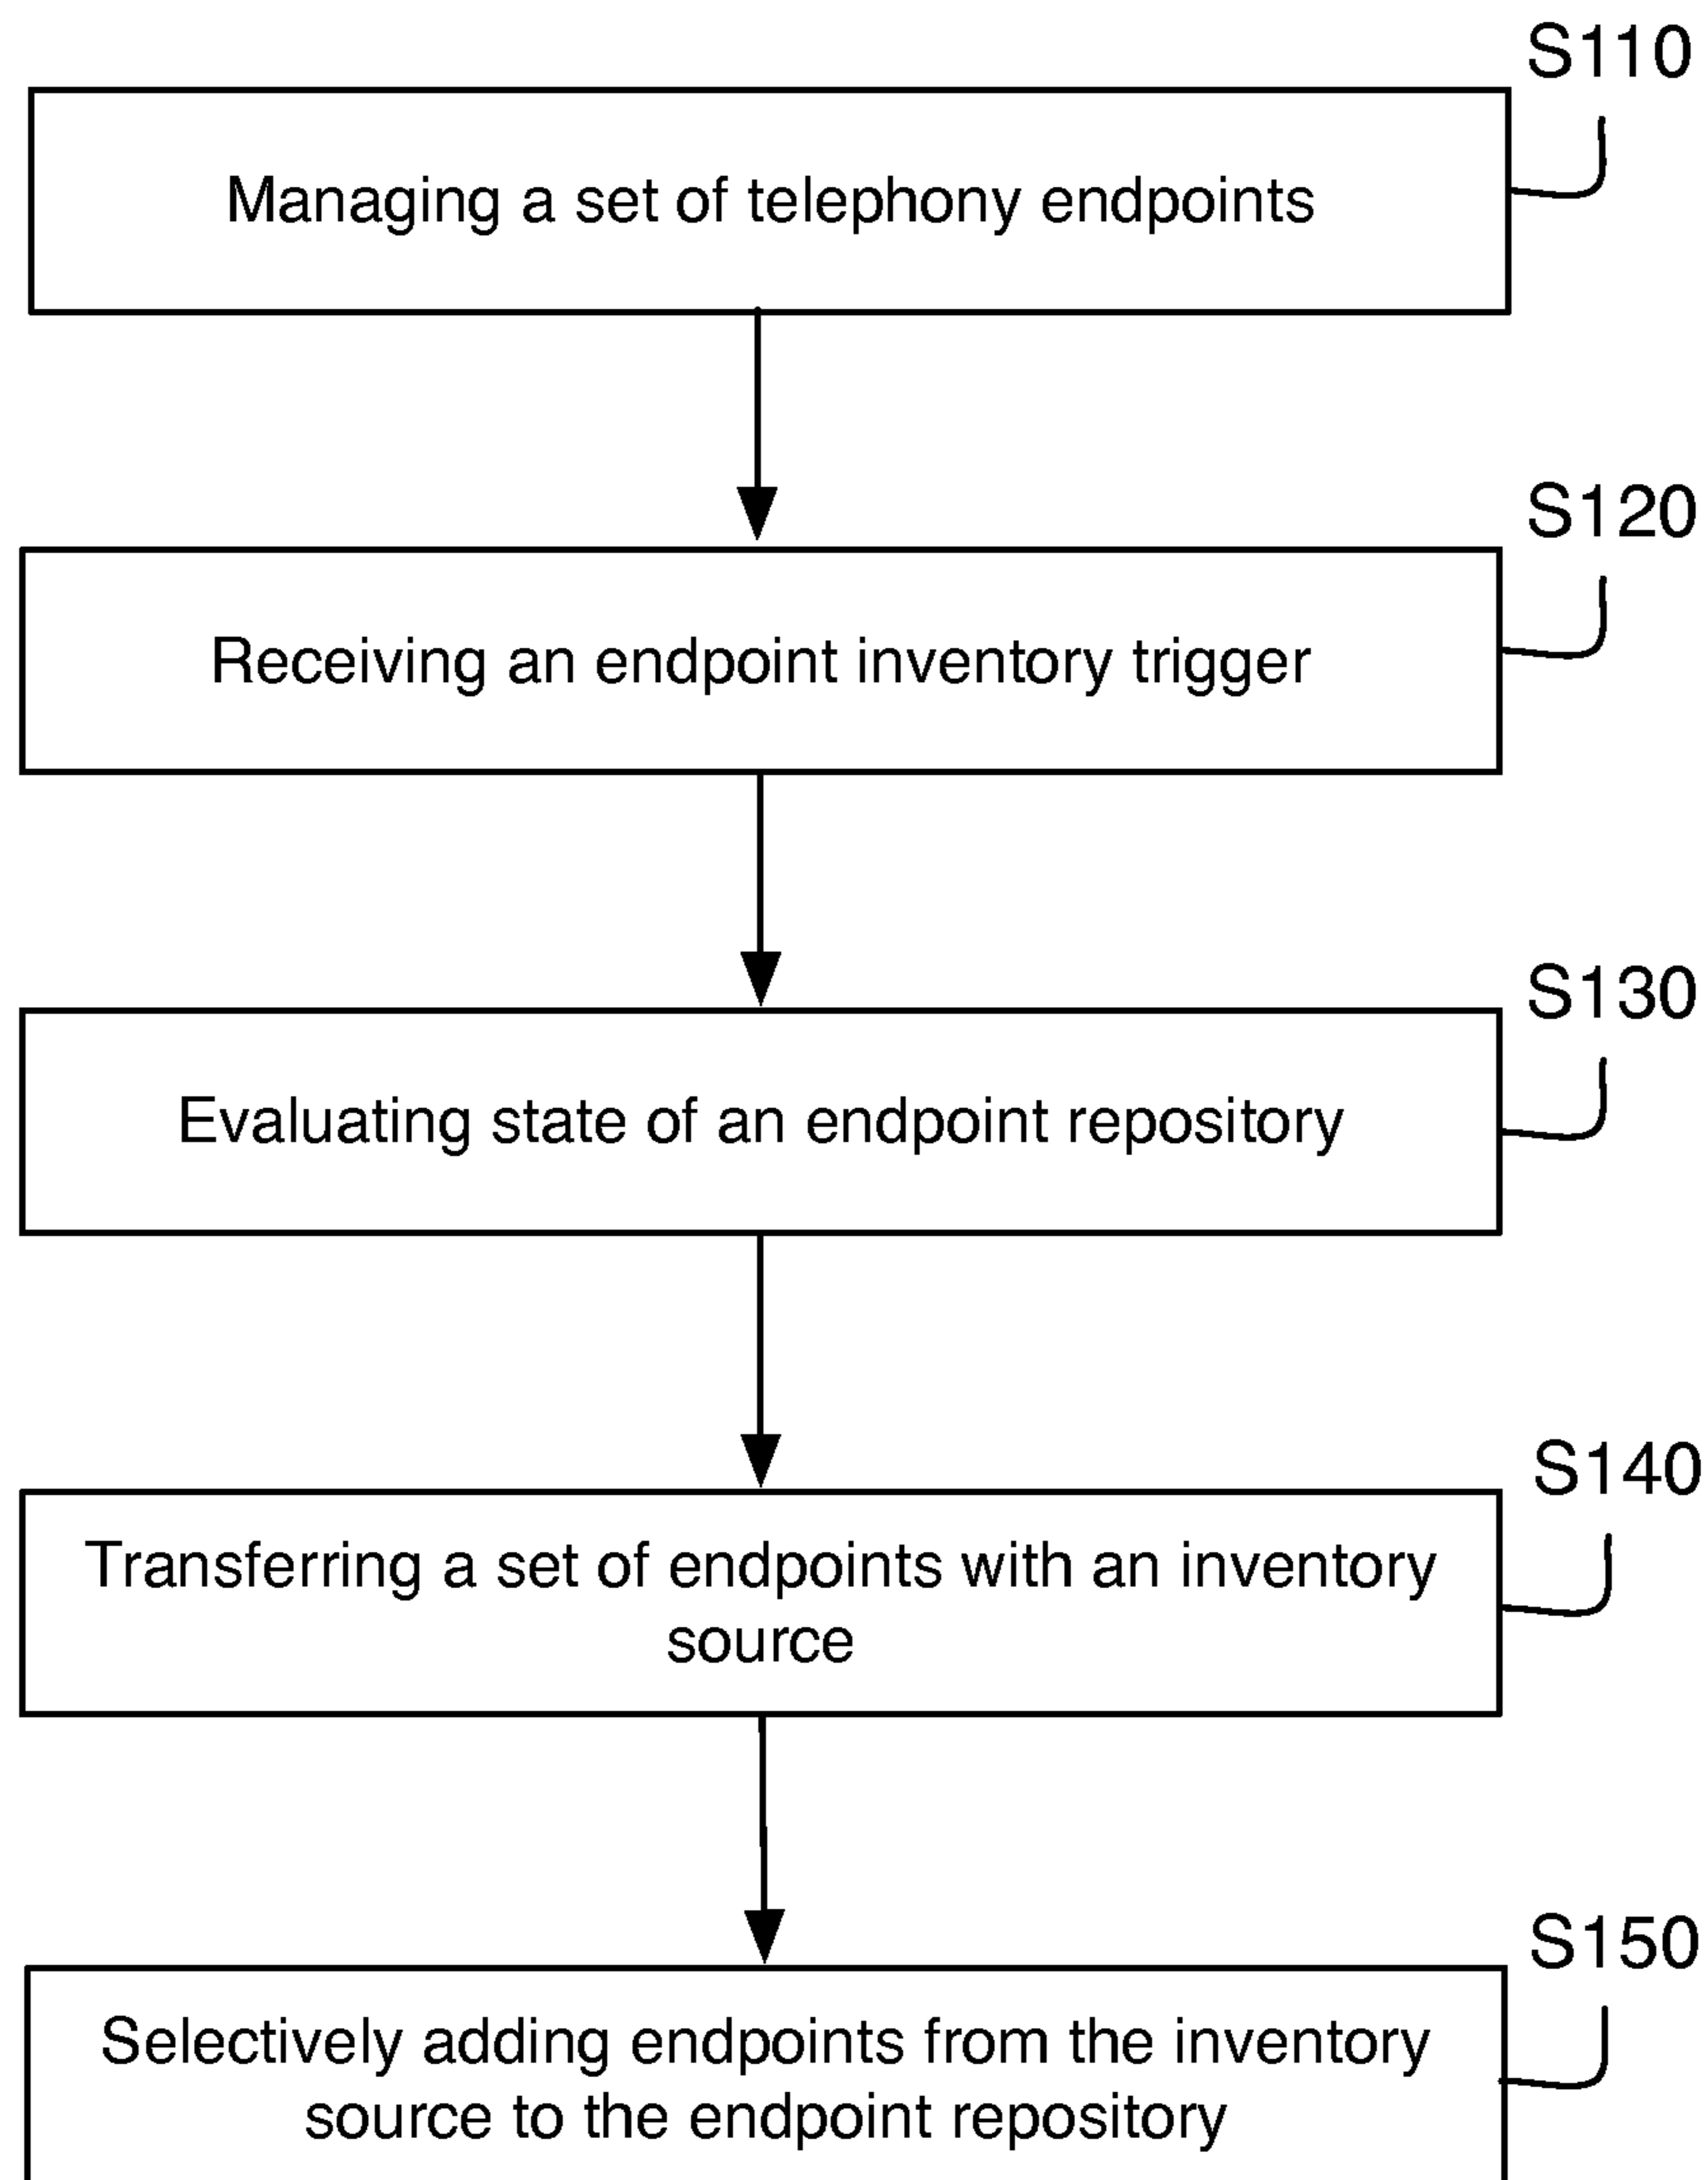 S110
Managing a set of telephony endpoints
S120
Receiving an endpoint inventory trigger
S130
Evaluating state of an endpoint repository
S140
Transferring a set of endpoints with an inventory
source
S150
Selectively adding endpoints from the inventory
source to the endpoint repository